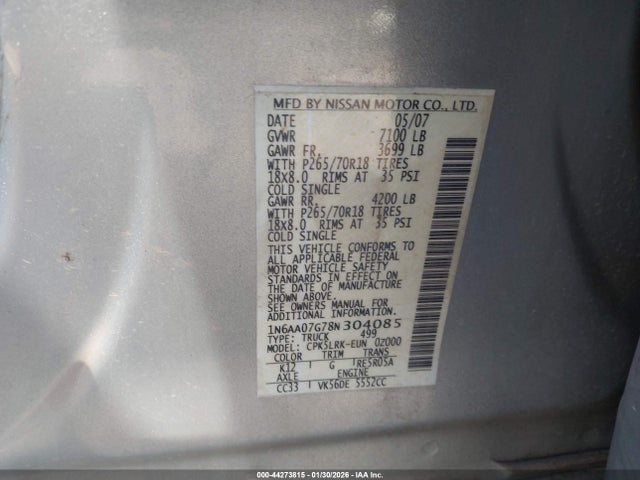 MFD BY NISSAN MOTOR CO., LTD.
DATE 05/07
GVWR 7100 LB
GAWR FR. 3699 LB
WITH P265/70R18 TIRES
18x8.0 RIMS AT 35 PSI
COLD SINGLE
GAWR RR. 4200 LB
WITH P265/70R18 TIRES
18x8.0 RIMS AT 35 PSI
COLD SINGLE
THIS VEHICLE CONFORMS TO
ALL APPLICABLE FEDERAL
MOTOR VEHICLE SAFETY
STANDARDS IN EFFECT ON
THE DATE OF MANUFACTURE
SHOWN ABOVE.
SEE OWNERS MANUAL FOR
ADDITIONAL INFORMATION.
1N6AA07G78N304085
TYPE: TRUCK 499
MODEL: CPK5LRK-EUN 0Z000
COLOR TRIM TRANS
K12 G RE5R05A
AXLE ENGINE
CC33 VK56DE 5552CC
000-44273815 - 01/30/2026 - IAA Inc.